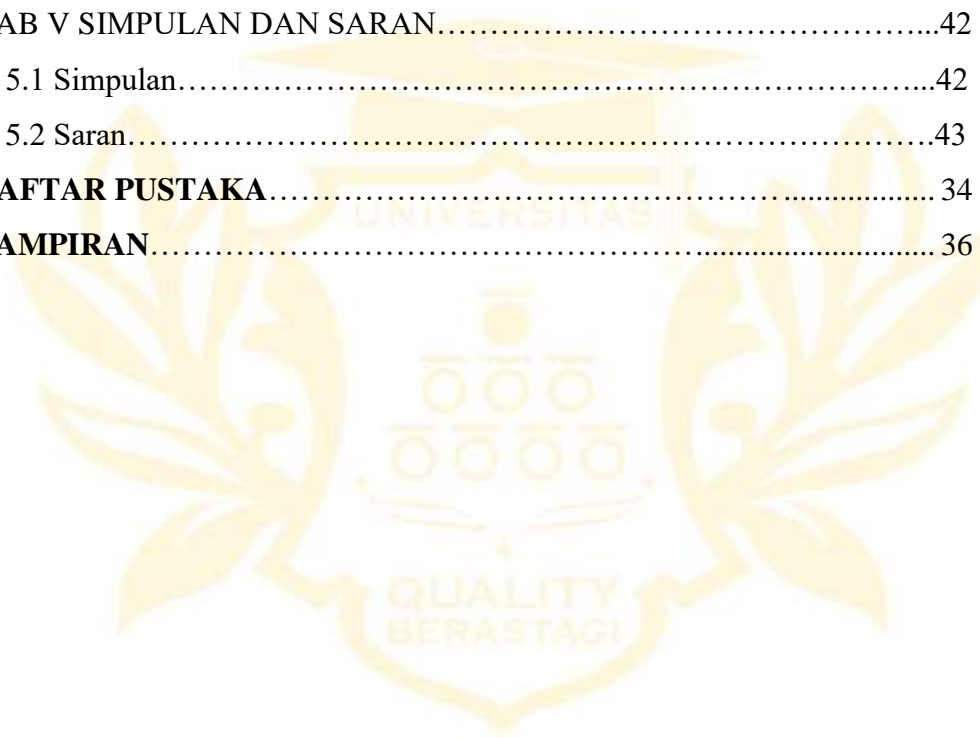 AB V SIMPULAN DAN SARAN…………………………………………...42
5.1 Simpulan…………………………………………………………...42
5.2 Saran……………………………………………………………….43
AFTAR PUSTAKA…………………………………………….................... 34
AMPIRAN……………………………………………............................... 36
UNIVERSITAS
QUALITY
BERASTAGI